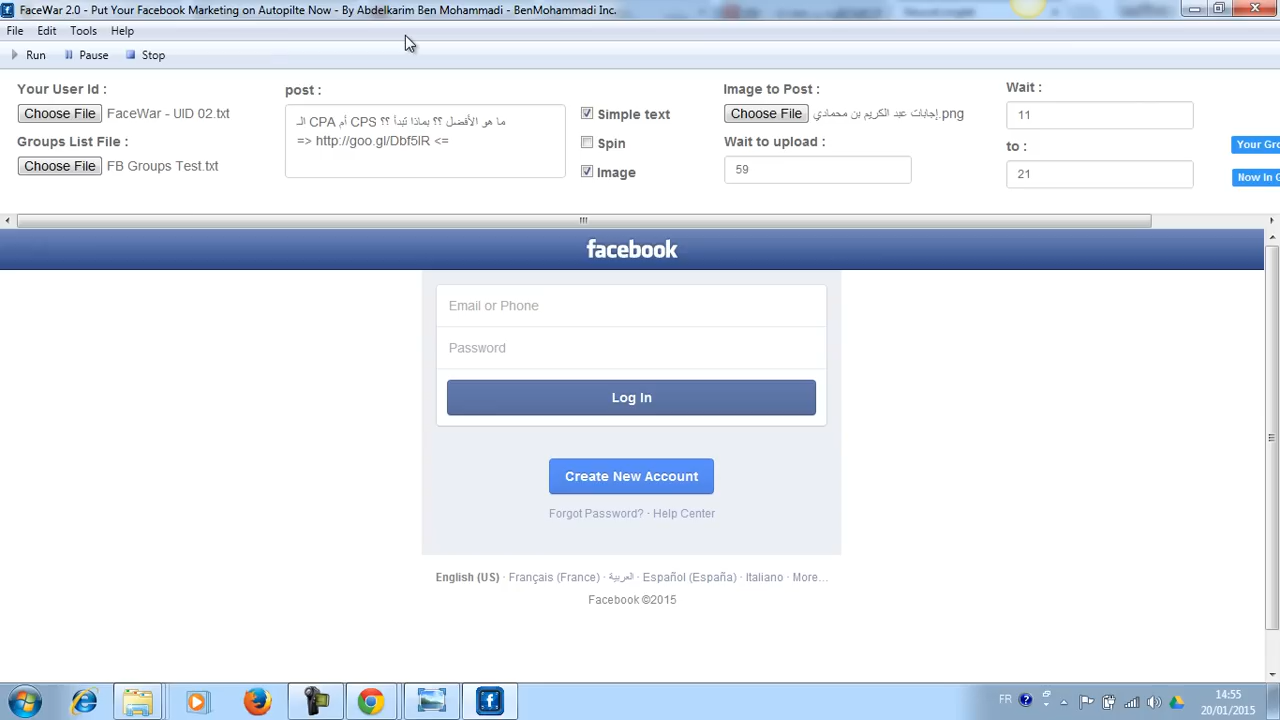 FaceWar 2.0 - Put Your Facebook Marketing on Autopilte Now - By Abdelkarim Ben Mohammadi - BenMohammadi Inc.
File Edit Tools Help
Run Pause Stop
Your User Id :
Choose File FaceWar - UID 02.txt
Groups List File :
Choose File FB Groups Test.txt
post :
ما هو الأفضل ؟؟ بماذا تبدأ ؟؟ CPS أم CPA الـ
=> http://goo.gl/Dbf5lR <=
Simple text
Spin
Image
Image to Post :
Choose File إجابات عبد الكريم بن محمادي.png
Wait to upload :
59
Wait :
11
to :
21
Your Gro
Now In G
facebook
Email or Phone
Password
Log In
Create New Account
Forgot Password? · Help Center
English (US) · Français (France) · العربية · Español (España) · Italiano · More...
Facebook ©2015
FR
14:55
20/01/2015